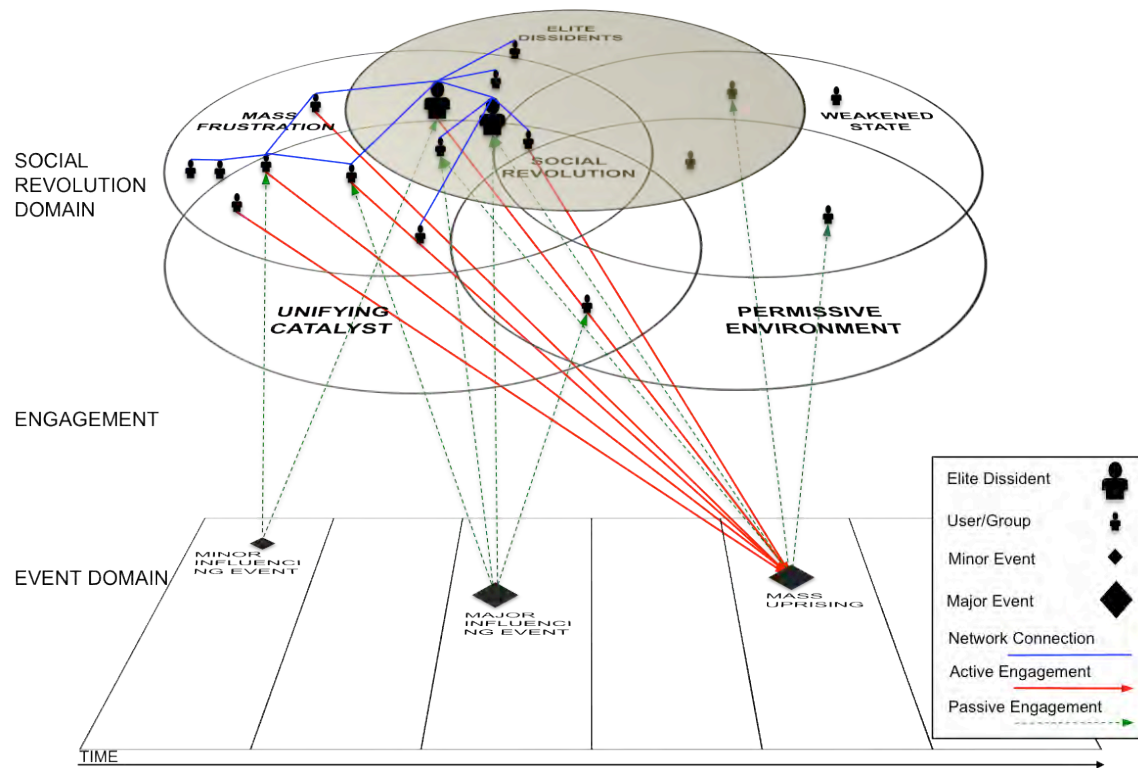 ELITE
DISSIDENTS
MASS
FRUSTRATION
WEAKENED
STATE
SOCIAL
REVOLUTION
DOMAIN
SOCIAL
REVOLUTION
UNIFYING
CATALYST
PERMISSIVE
ENVIRONMENT
ENGAGEMENT
EVENT DOMAIN
MINOR
INFLUENCI
NG EVENT
MAJOR
INFLUENCI
NG EVENT
MASS
UPRISING
TIME
Elite Dissident
User/Group
Minor Event
Major Event
Network Connection
Active Engagement
Passive Engagement